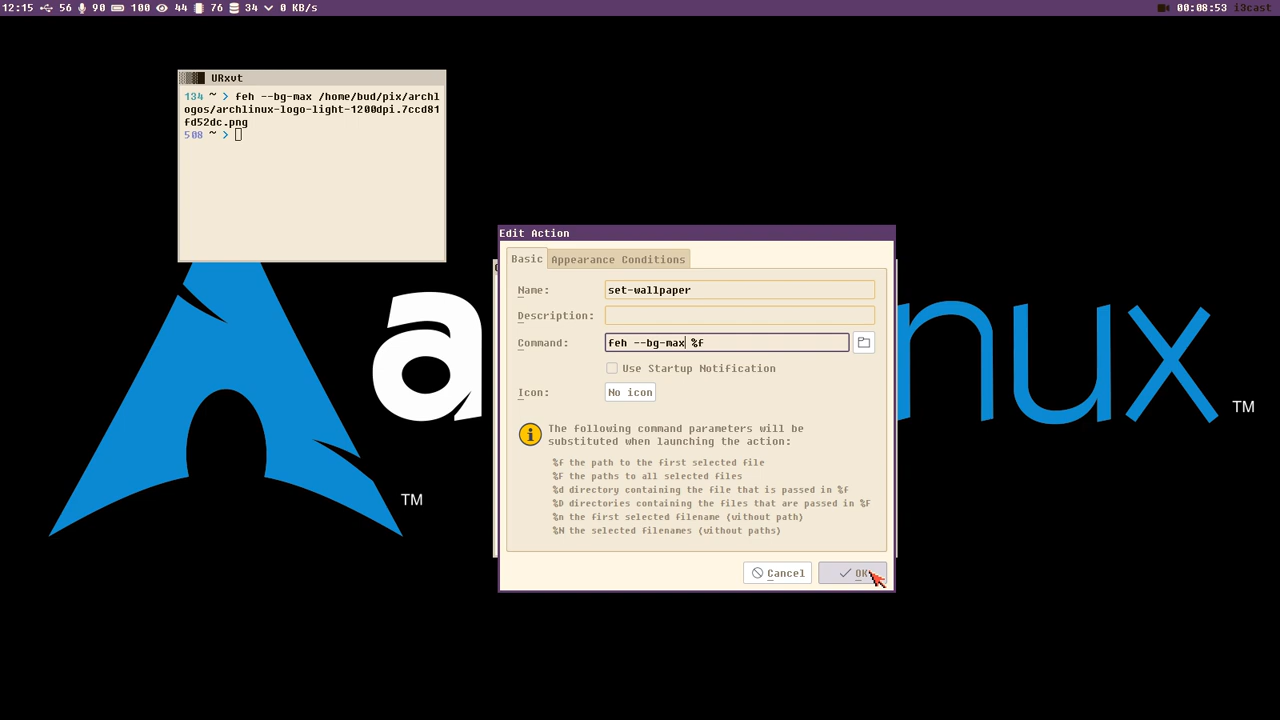 12:15 56 90 100 44 76 34 0 KB/s 00:08:53 i3cast
URxvt
134 ~ > feh --bg-max /home/bud/pix/archl
ogos/archlinux-logo-light-1200dpi.7ccd81
fd52dc.png
508 ~ >
Edit Action
Basic Appearance Conditions
Name: set-wallpaper
Description:
Command: feh --bg-max %f
Use Startup Notification
Icon: No icon
The following command parameters will be
substituted when launching the action:
%f the path to the first selected file
%F the paths to all selected files
%d directory containing the file that is passed in %f
%D directories containing the files that are passed in %F
%n the first selected filename (without path)
%N the selected filenames (without paths)
Cancel OK
a nux TM
TM